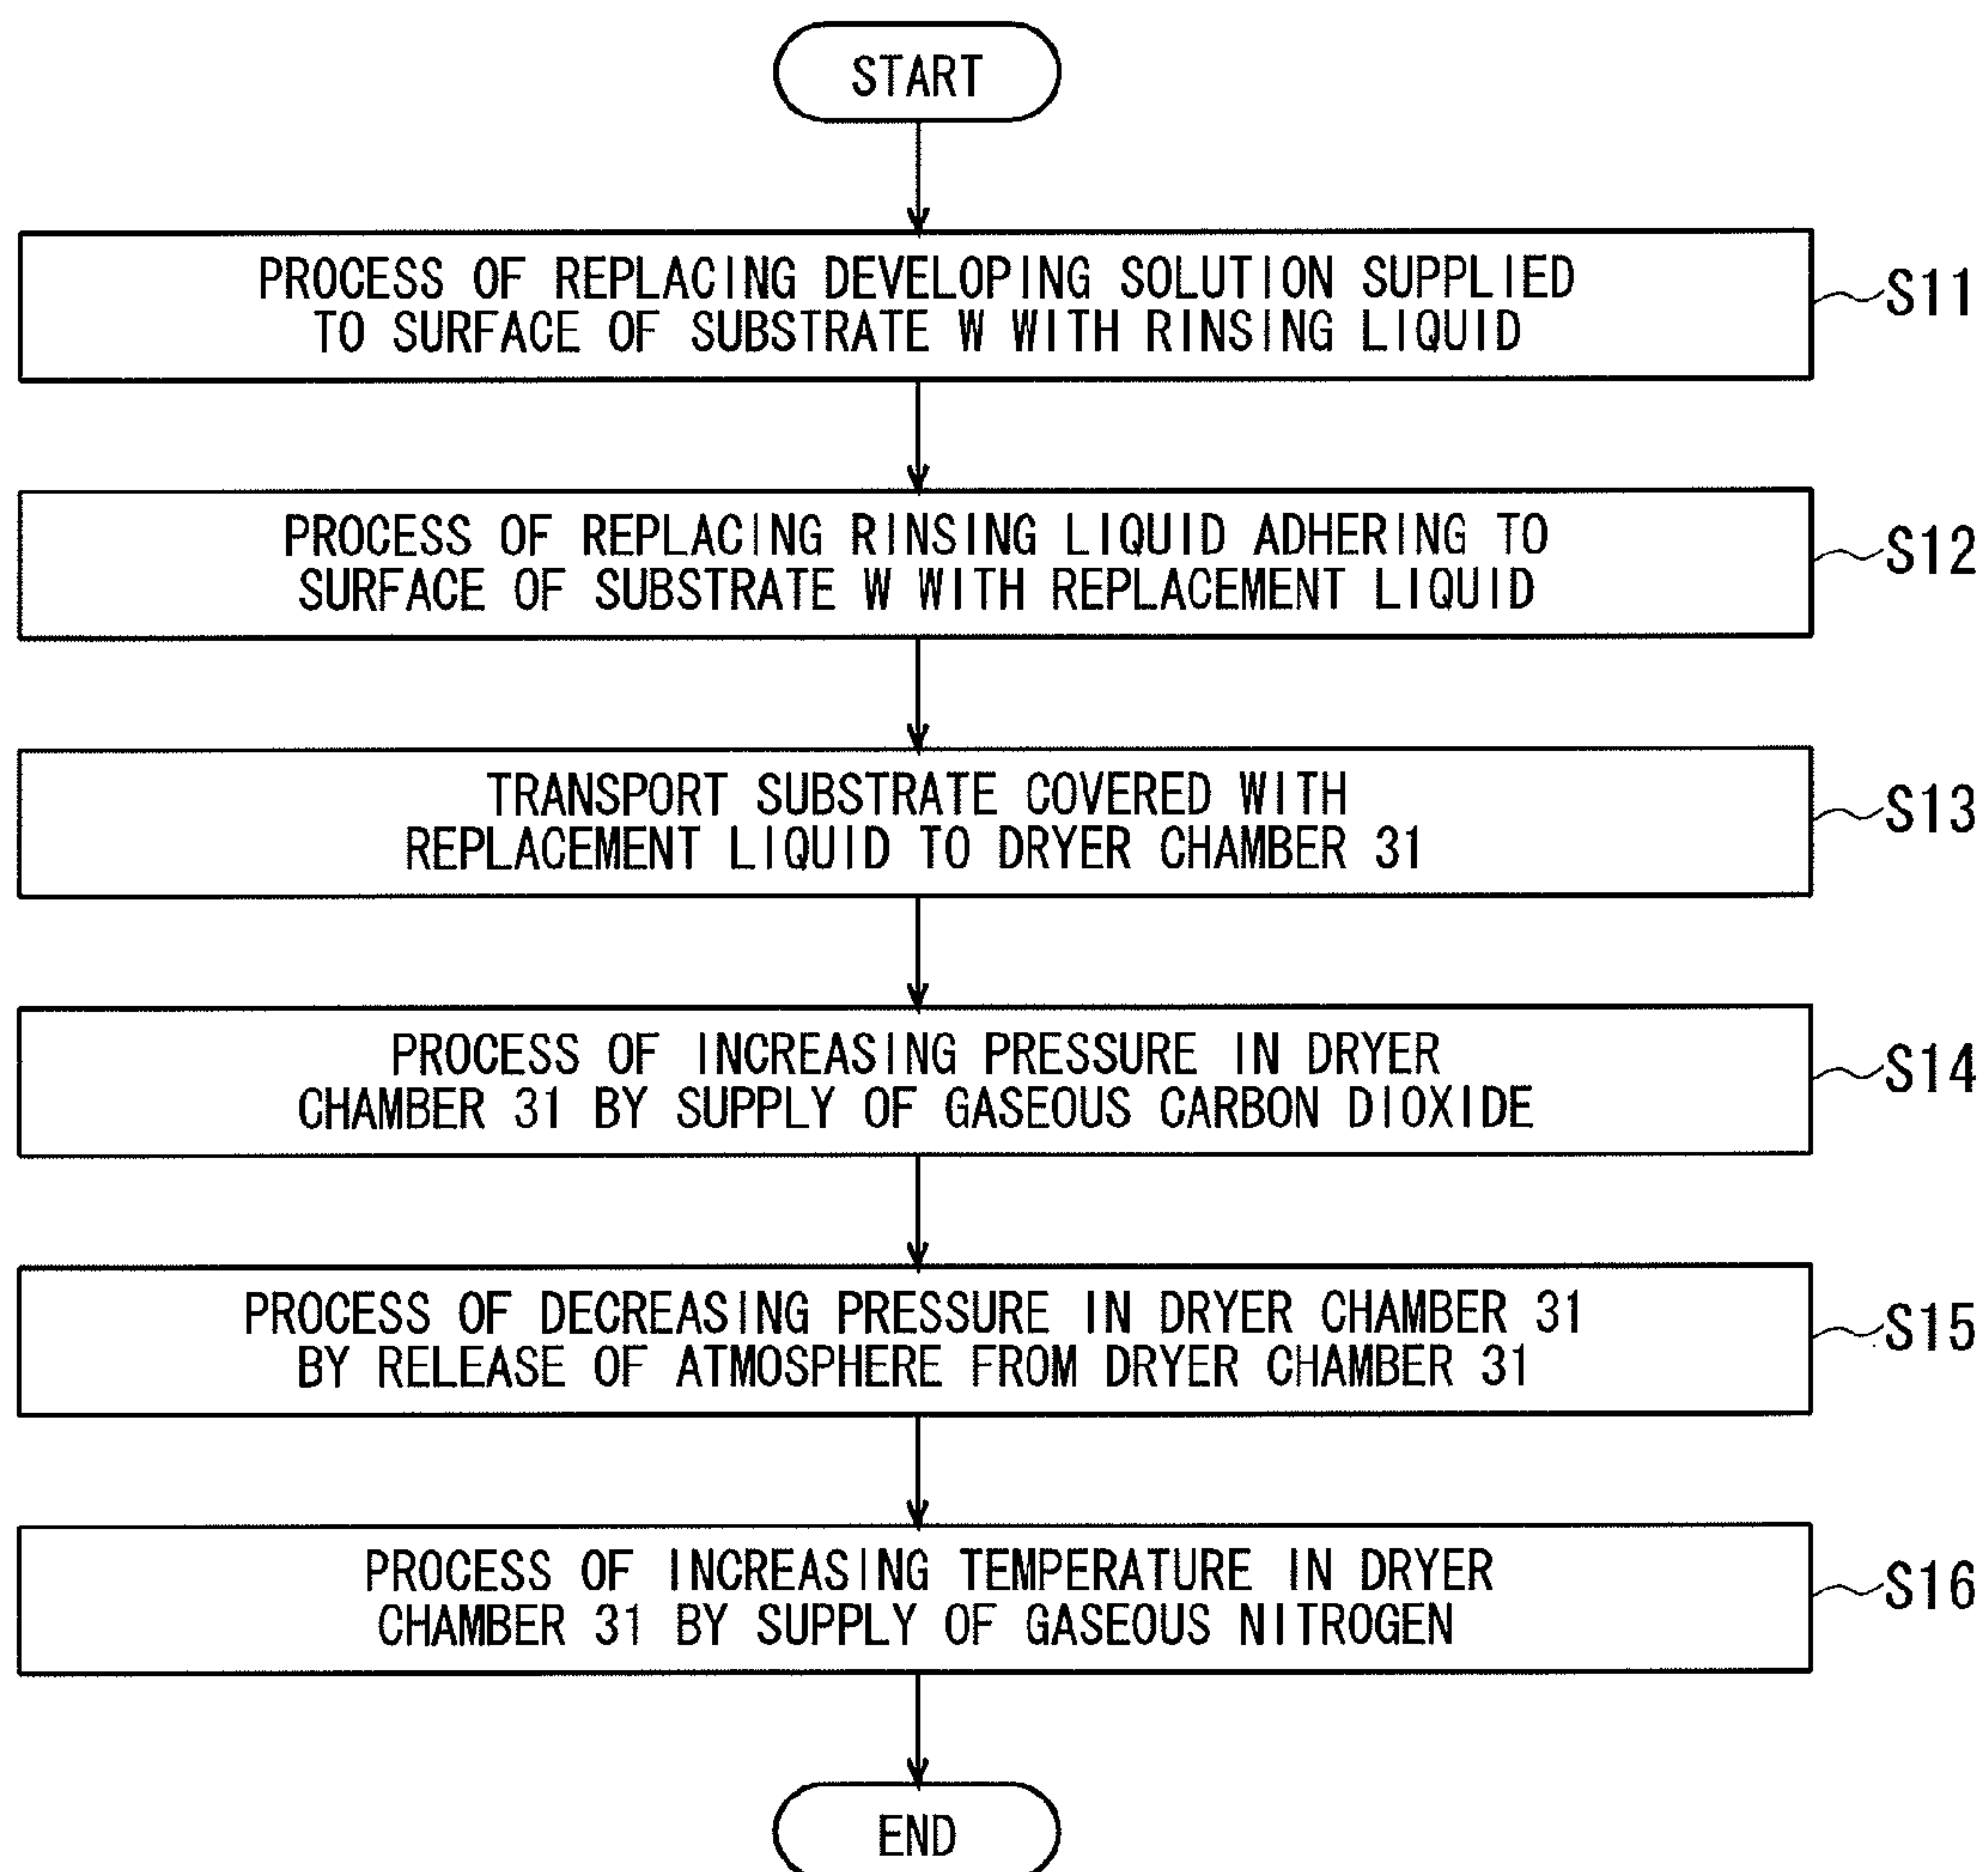 START
PROCESS OF REPLACING DEVELOPING SOLUTION SUPPLIED
TO SURFACE OF SUBSTRATE W WITH RINSING LIQUID
S11
PROCESS OF REPLACING RINSING LIQUID ADHERING TO
SURFACE OF SUBSTRATE W WITH REPLACEMENT LIQUID
S12
TRANSPORT SUBSTRATE COVERED WITH
REPLACEMENT LIQUID TO DRYER CHAMBER 31
S13
PROCESS OF INCREASING PRESSURE IN DRYER
CHAMBER 31 BY SUPPLY OF GASEOUS CARBON DIOXIDE
S14
PROCESS OF DECREASING PRESSURE IN DRYER CHAMBER 31
BY RELEASE OF ATMOSPHERE FROM DRYER CHAMBER 31
S15
PROCESS OF INCREASING TEMPERATURE IN DRYER
CHAMBER 31 BY SUPPLY OF GASEOUS NITROGEN
S16
END